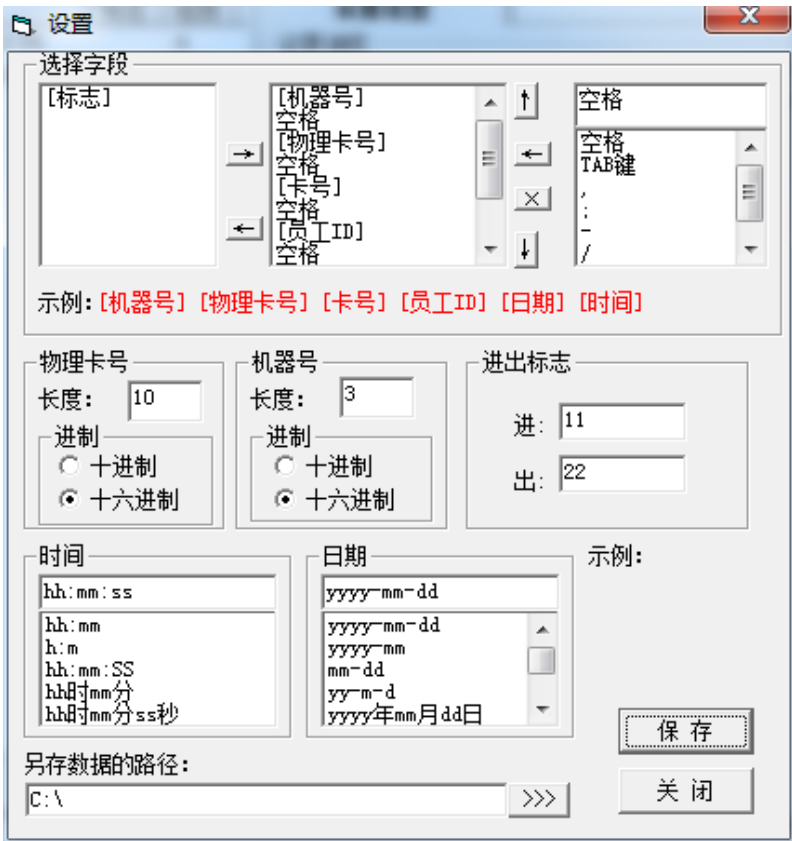 设置
选择字段
[标志]
[机器号]
空格
[物理卡号]
空格
[卡号]
空格
[员工ID]
空格
空格
空格
TAB键
,
:
-
/
示例:[机器号] [物理卡号] [卡号] [员工ID] [日期] [时间]
物理卡号
长度: 10
进制
十进制
十六进制
机器号
长度: 3
进制
十进制
十六进制
进出标志
进: 11
出: 22
时间
hh:mm:ss
hh:mm
h:m
hh:mm:SS
hh时mm分
hh时mm分ss秒
日期
yyyy-mm-dd
yyyy-mm-dd
yyyy-mm
mm-dd
yy-m-d
yyyy年mm月dd日
示例:
保存
另存数据的路径:
C:\
>>>
关闭